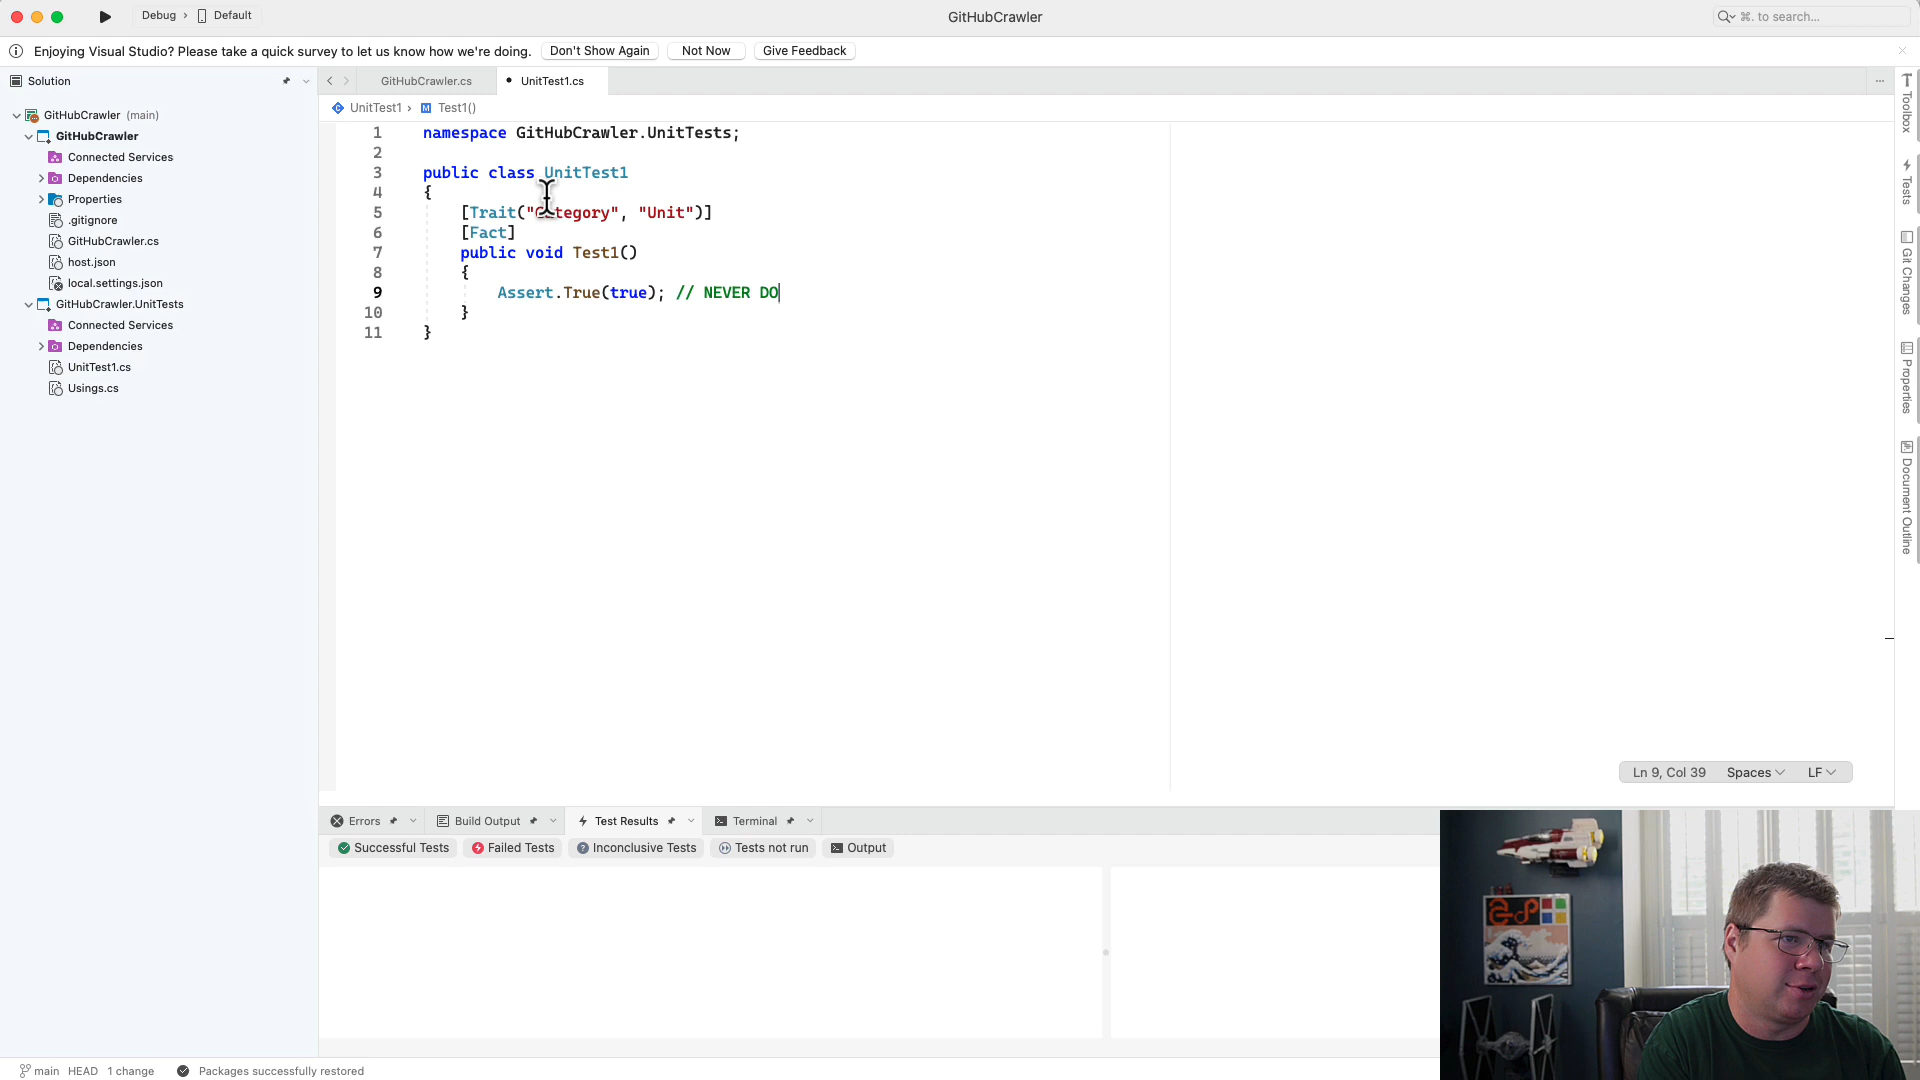 Debug › Default
GitHubCrawler
⌘. to search...
Enjoying Visual Studio? Please take a quick survey to let us know how we're doing.
Don't Show Again
Not Now
Give Feedback
Solution
GitHubCrawler (main)
GitHubCrawler
Connected Services
Dependencies
Properties
.gitignore
GitHubCrawler.cs
host.json
local.settings.json
GitHubCrawler.UnitTests
Connected Services
Dependencies
UnitTest1.cs
Usings.cs
GitHubCrawler.cs
UnitTest1.cs
UnitTest1 › M Test1()
1 namespace GitHubCrawler.UnitTests;
2
3 public class UnitTest1
4 {
5 [Trait("Category", "Unit")]
6 [Fact]
7 public void Test1()
8 {
9 Assert.True(true); // NEVER DO
10 }
11 }
Toolbox
Tests
Git Changes
Properties
Document Outline
Ln 9, Col 39 Spaces LF
Errors
Build Output
Test Results
Terminal
Successful Tests
Failed Tests
Inconclusive Tests
Tests not run
Output
main HEAD 1 change
Packages successfully restored